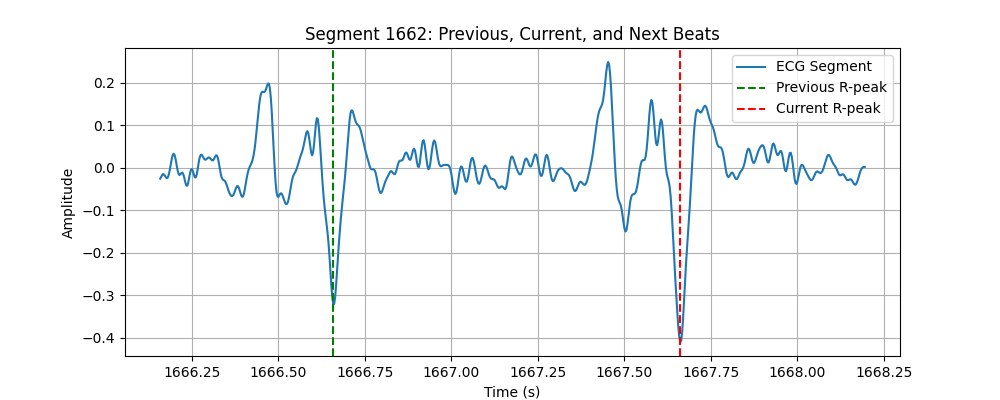 Segment 1662: Previous, Current, and Next Beats
ECG Segment
Previous R-peak
Current R-peak
Amplitude
0.2
0.1
0.0
−0.1
−0.2
−0.3
−0.4
1666.25 1666.50 1666.75 1667.00 1667.25 1667.50 1667.75 1668.00 1668.25
Time (s)